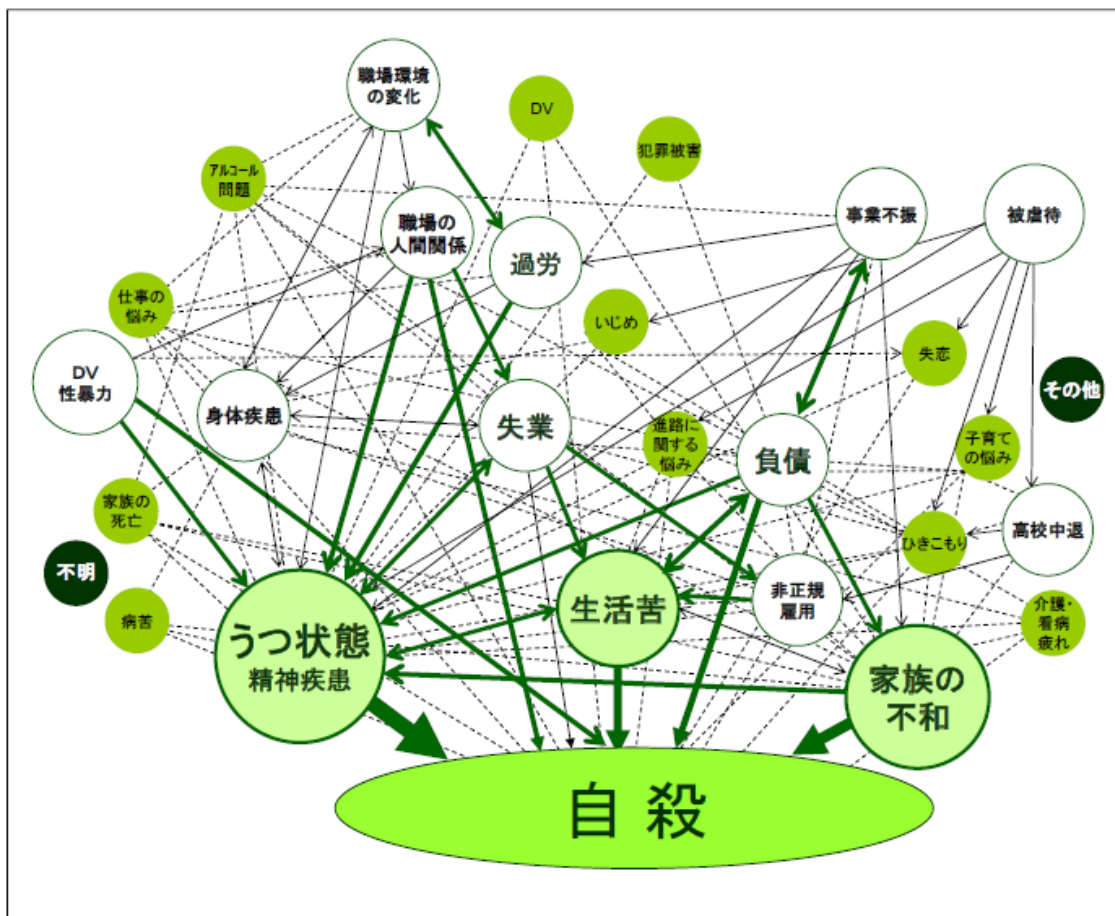 職場環境
の変化
DV
犯罪被害
アルコール
問題
職場の
人間関係
過労
事業不振
被虐待
仕事の
悩み
いじめ
失恋
DV
性暴力
その他
身体疾患
失業
進路に
関する
悩み
負債
子育て
の悩み
家族の
死亡
ひきこもり
高校中退
不明
病苦
うつ状態
精神疾患
生活苦
非正規
雇用
介護・
看病
疲れ
家族の
不和
自殺